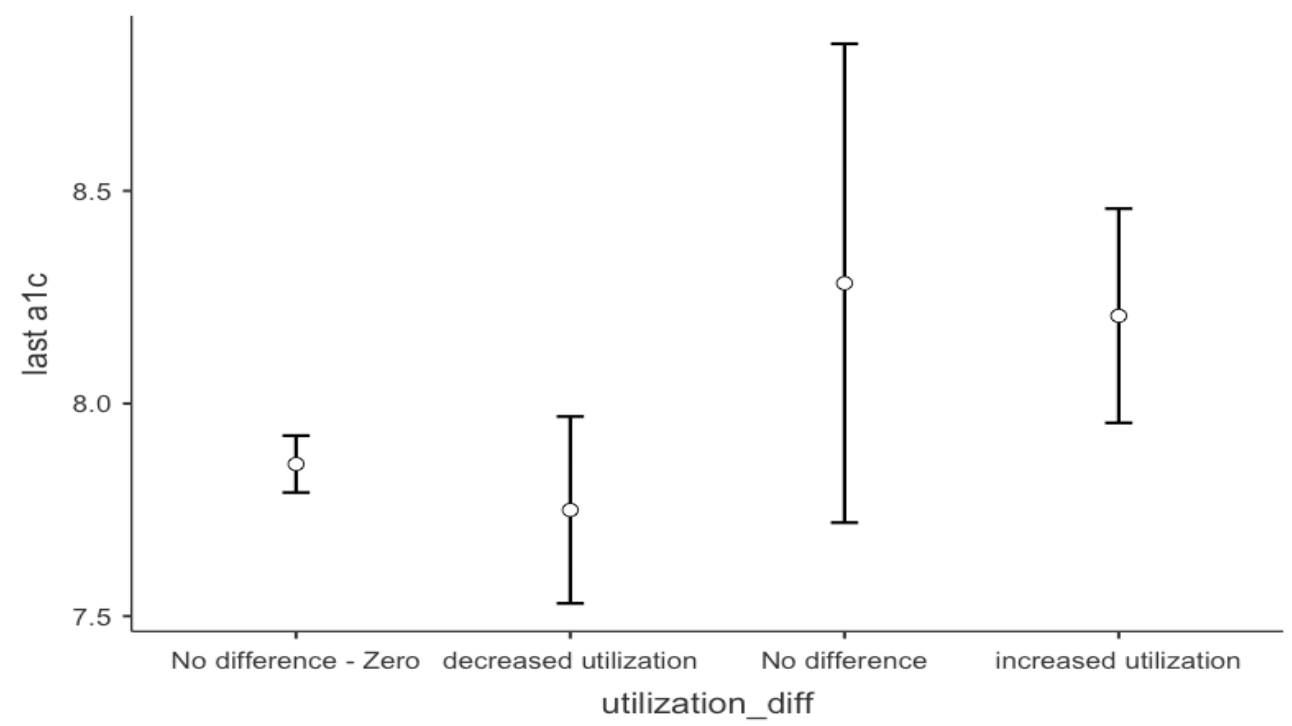 last a1c
8.5
8.0
7.5
No difference - Zero decreased utilization No difference increased utilization
utilization_diff